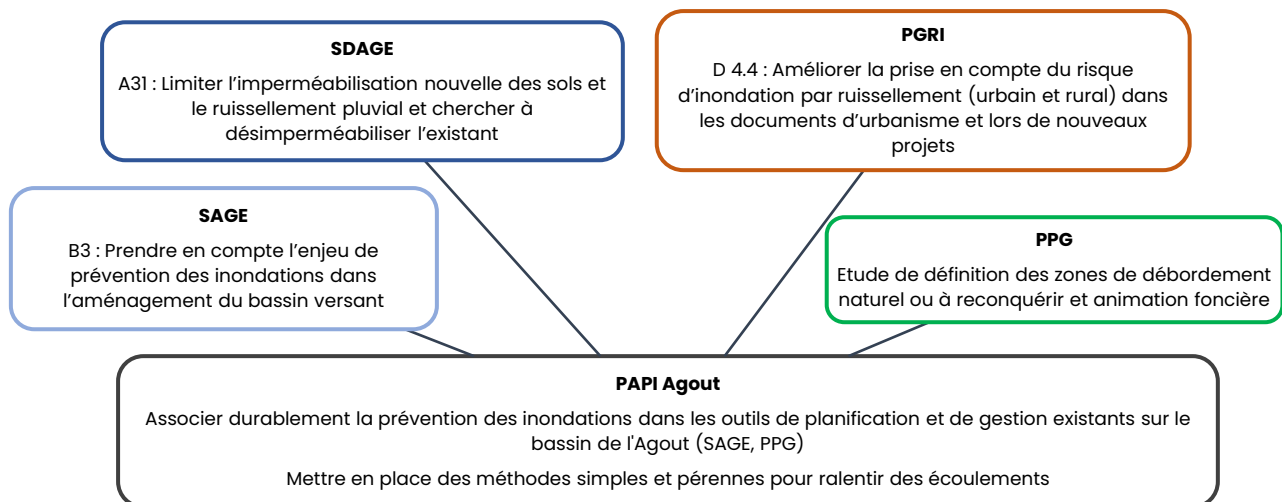 SDAGE
A31 : Limiter l’imperméabilisation nouvelle des sols et
le ruissellement pluvial et chercher à
désimperméabiliser l’existant
PGRI
D 4.4 : Améliorer la prise en compte du risque
d’inondation par ruissellement (urbain et rural) dans
les documents d’urbanisme et lors de nouveaux
projets
SAGE
B3 : Prendre en compte l’enjeu de
prévention des inondations dans
l’aménagement du bassin versant
PPG
Etude de définition des zones de débordement
naturel ou à reconquérir et animation foncière
PAPI Agout
Associer durablement la prévention des inondations dans les outils de planification et de gestion existants sur le
bassin de l'Agout (SAGE, PPG)
Mettre en place des méthodes simples et pérennes pour ralentir des écoulements